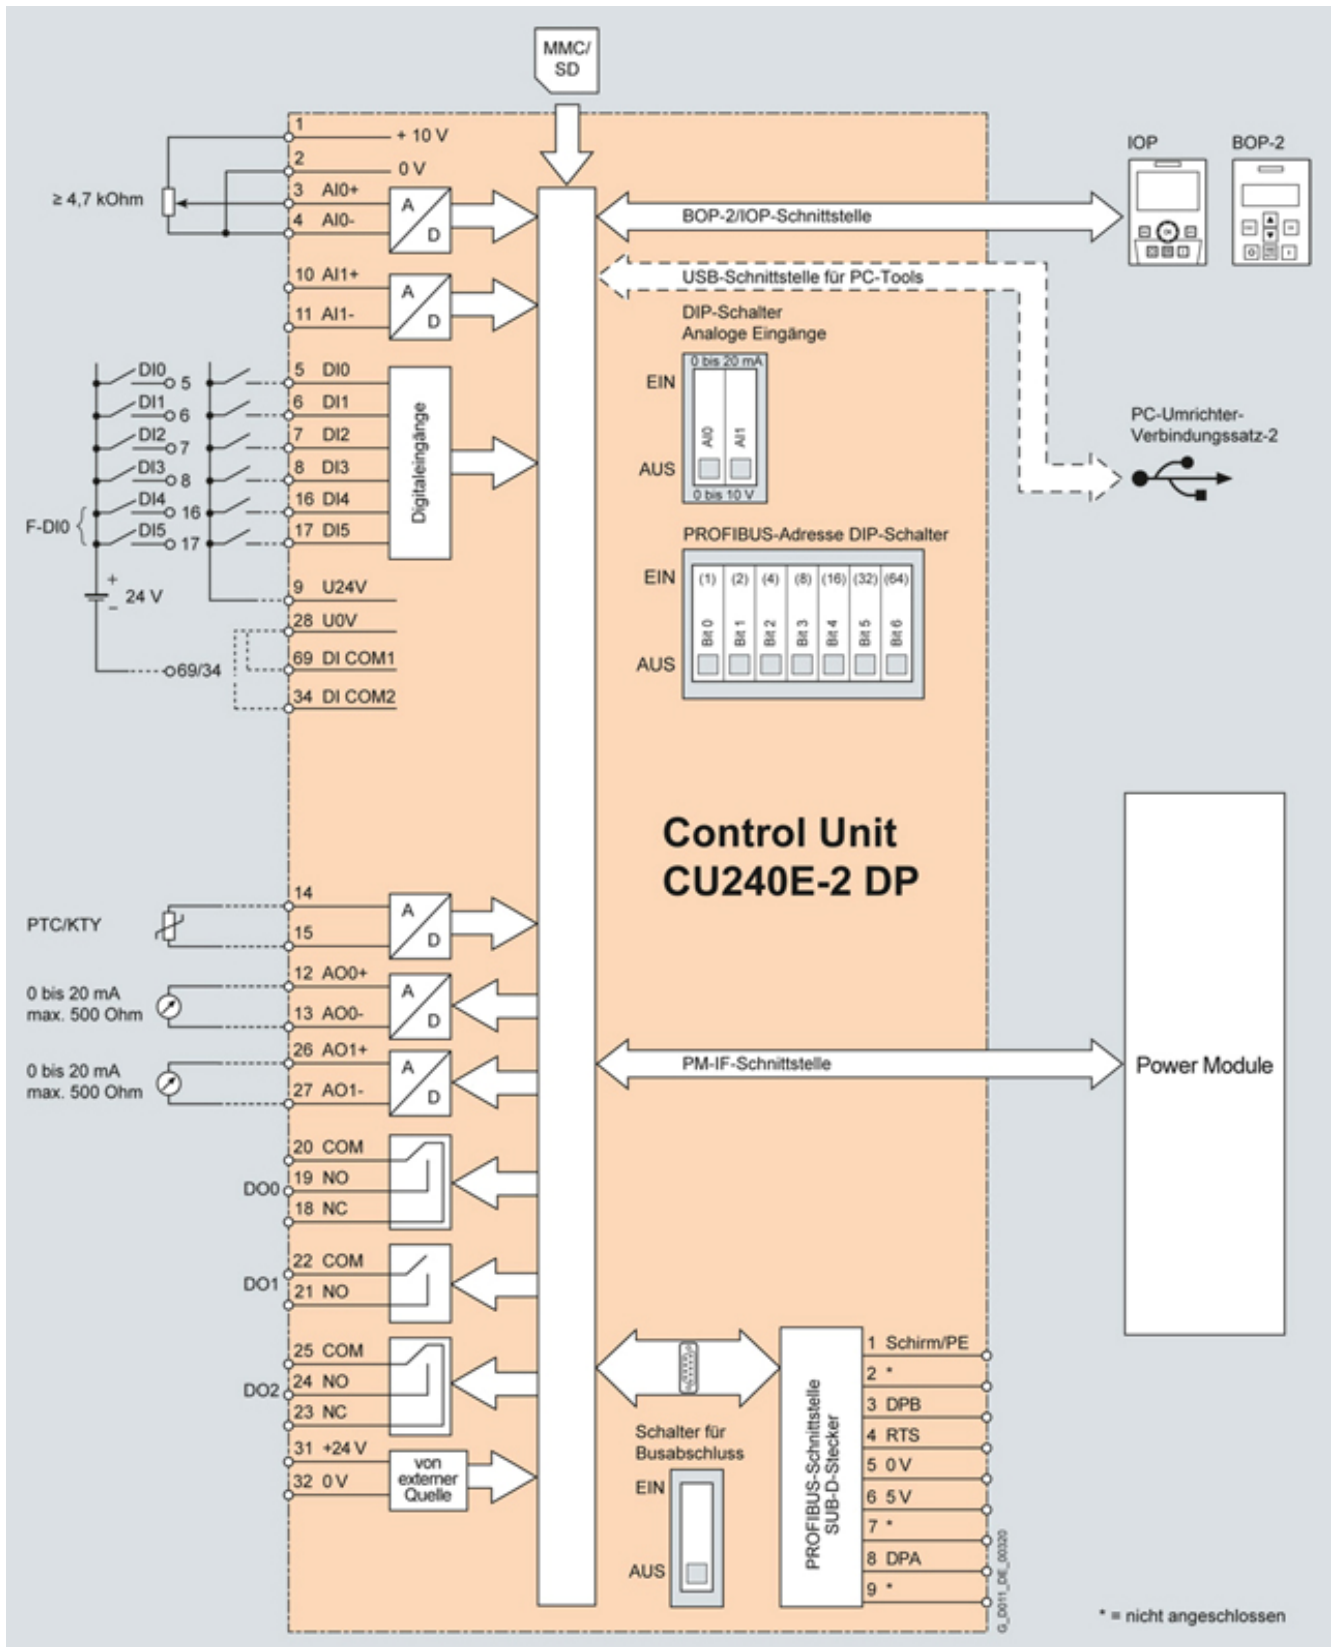 MMC/
SD
1
+ 10 V
2
0 V
≥ 4,7 kOhm
3 AI0+
4 AI0-
A
D
10 AI1+
11 AI1-
A
D
DI0
5
DI1
6
DI2
7
DI3
8
DI4
16
DI5
17
F-DI0
+
−
24 V
69/34
5 DI0
6 DI1
7 DI2
8 DI3
16 DI4
17 DI5
Digitaleingänge
9 U24V
28 U0V
69 DI COM1
34 DI COM2
PTC/KTY
14
15
A
D
0 bis 20 mA
max. 500 Ohm
12 AO0+
13 AO0-
A
D
0 bis 20 mA
max. 500 Ohm
26 AO1+
27 AO1-
A
D
DO0
20 COM
19 NO
18 NC
DO1
22 COM
21 NO
DO2
25 COM
24 NO
23 NC
31 +24 V
32 0 V
von
externer
Quelle
BOP-2/IOP-Schnittstelle
IOP
BOP-2
USB-Schnittstelle für PC-Tools
PC-Umrichter-
Verbindungssatz-2
DIP-Schalter
Analoge Eingänge
0 bis 20 mA
EIN
AI0
AI1
AUS
0 bis 10 V
PROFIBUS-Adresse DIP-Schalter
EIN
(1) (2) (4) (8) (16) (32) (64)
Bit 0
Bit 1
Bit 2
Bit 3
Bit 4
Bit 5
Bit 6
AUS
Control Unit
CU240E-2 DP
PM-IF-Schnittstelle
Power Module
Schalter für
Busabschluss
EIN
AUS
PROFIBUS-Schnittstelle
SUB-D-Stecker
1 Schirm/PE
2 *
3 DPB
4 RTS
5 0 V
6 5 V
7 *
8 DPA
9 *
G_D011_DE_00320
* = nicht angeschlossen